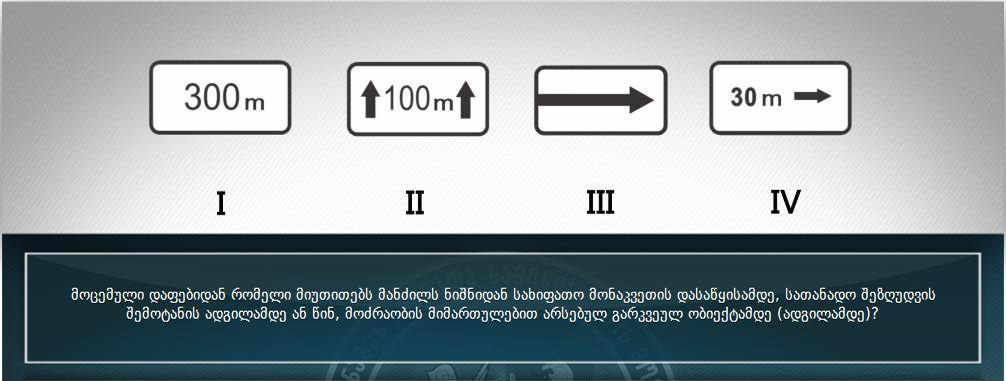 300 m
100 m
30 m
I II III IV
მოცემული დაფებიდან რომელი მიუთითებს მანძილს ნიშნიდან სახიფათო მონაკვეთის დასაწყისამდე, სათანადო შეზღუდვის
შემოტანის ადგილამდე ან წინ, მოძრაობის მიმართულებით არსებულ გარკვეულ ობიექტამდე (ადგილამდე)?